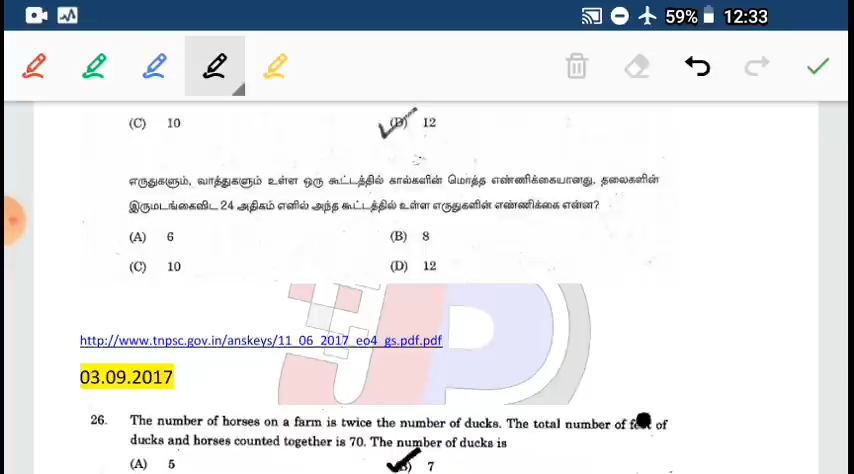 59% 12:33
(C) 10 (D) 12
எருதுகளும், வாத்துகளும் உள்ள ஒரு கூட்டத்தில் கால்களின் மொத்த எண்ணிக்கையானது, தலைகளின்
இருமடங்கைவிட 24 அதிகம் எனில் அந்த கூட்டத்தில் உள்ள எருதுகளின் எண்ணிக்கை என்ன?
(A) 6 (B) 8
(C) 10 (D) 12
http://www.tnpsc.gov.in/anskeys/11_06_2017_eo4_gs.pdf.pdf
03.09.2017
26. The number of horses on a farm is twice the number of ducks. The total number of feet of
ducks and horses counted together is 70. The number of ducks is
(A) 5 (B) 7